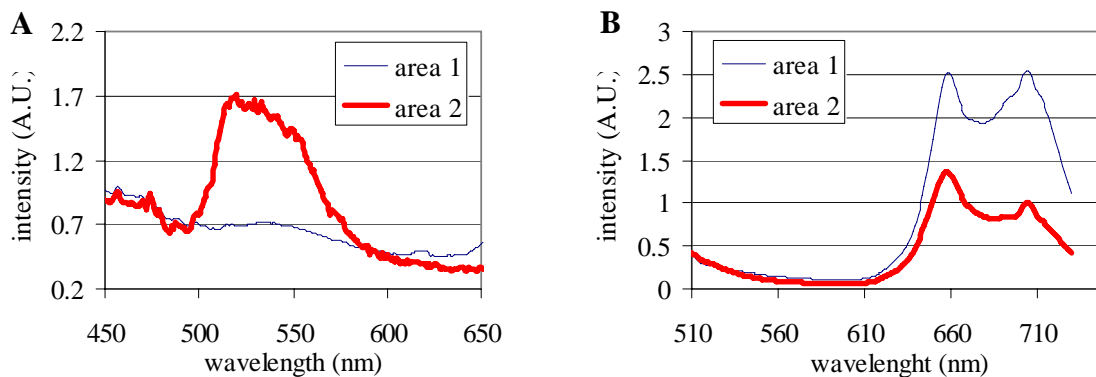 A
2.2
1.7
1.2
0.7
0.2
intensity (A.U.)
area 1
area 2
450 500 550 600 650
wavelength (nm)
B
3
2.5
2
1.5
1
0.5
0
intensity (A.U.)
area 1
area 2
510 560 610 660 710
wavelenght (nm)